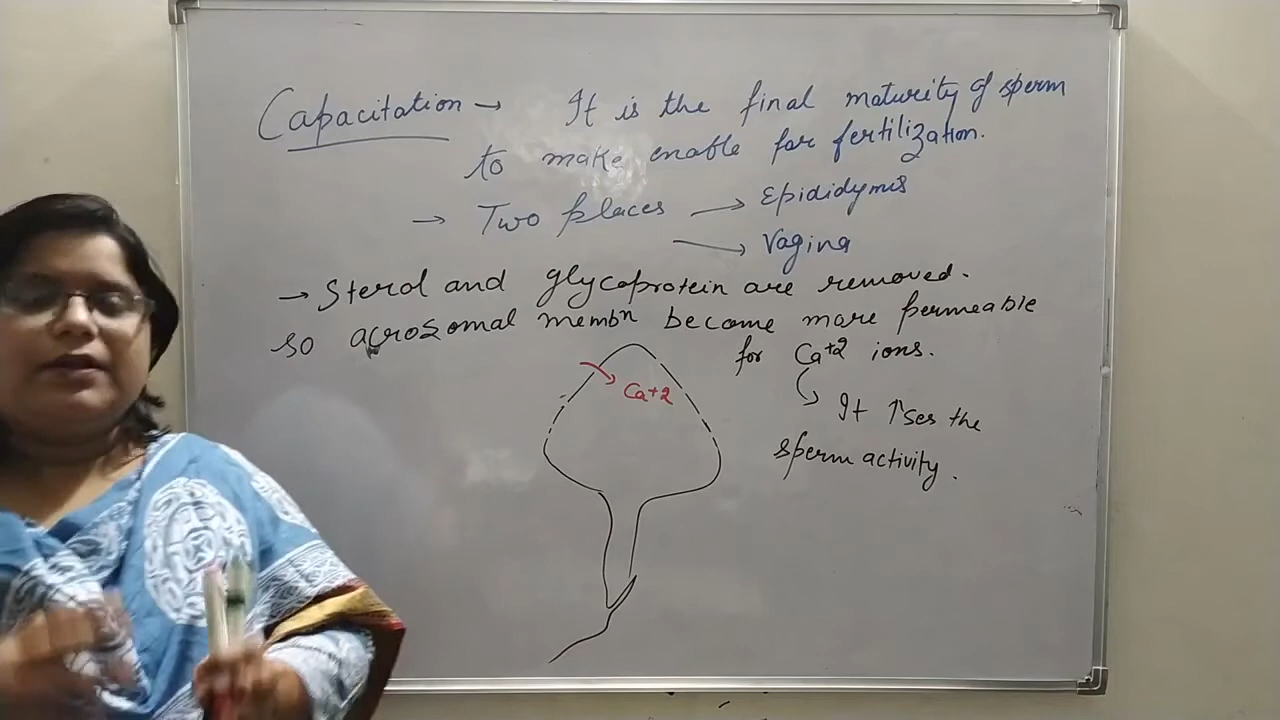 Capacitation → It is the final maturity of sperm
to make enable for fertilization.
→ Two places → Epididymis
→ Vagina
→ Sterol and glycoprotein are removed.
so acrosomal membn become more permeable
for Ca+2 ions.
Ca+2
It ↑ses the
sperm activity.